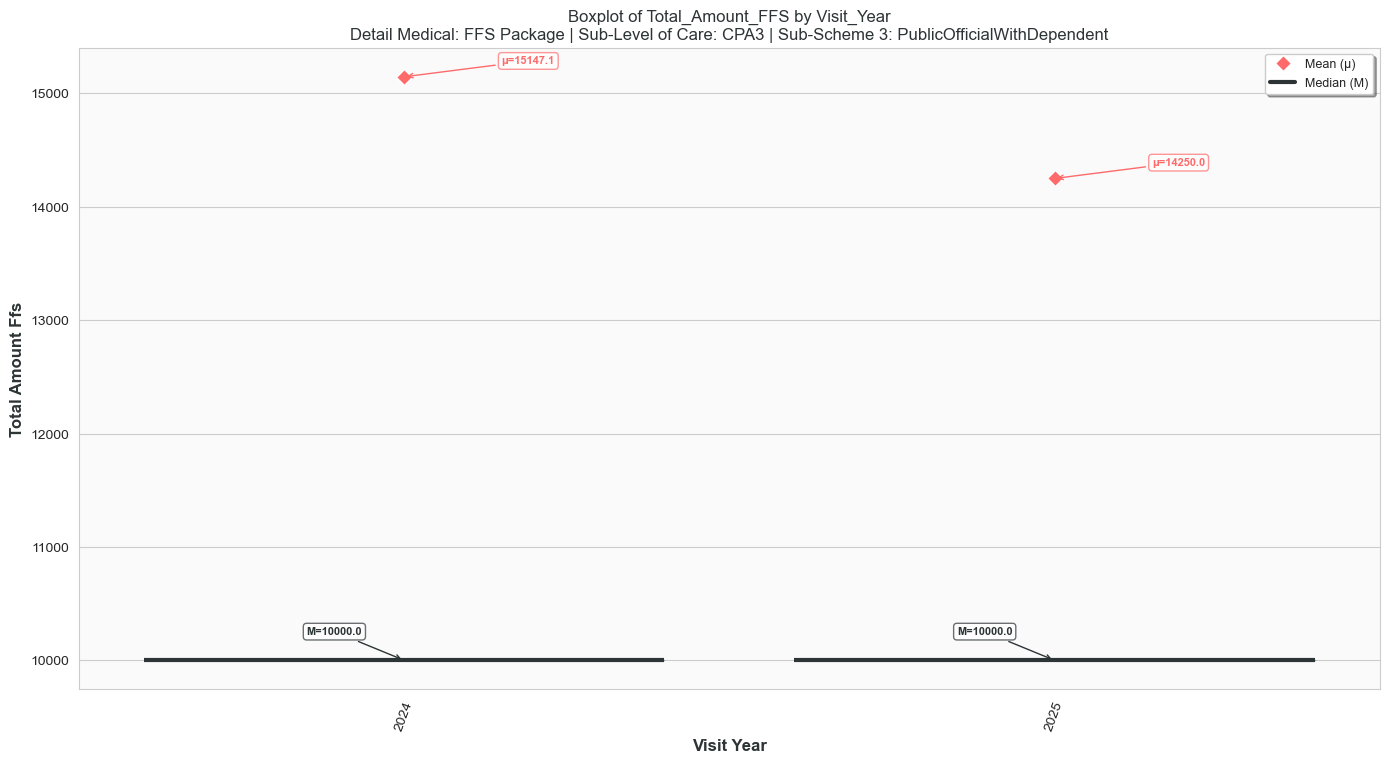 Boxplot of Total_Amount_FFS by Visit_Year
Detail Medical: FFS Package | Sub-Level of Care: CPA3 | Sub-Scheme 3: PublicOfficialWithDependent
μ=15147.1
Mean (μ)
Median (M)
15000
μ=14250.0
14000
13000
Total Amount Ffs
12000
11000
M=10000.0
M=10000.0
10000
2024
2025
Visit Year